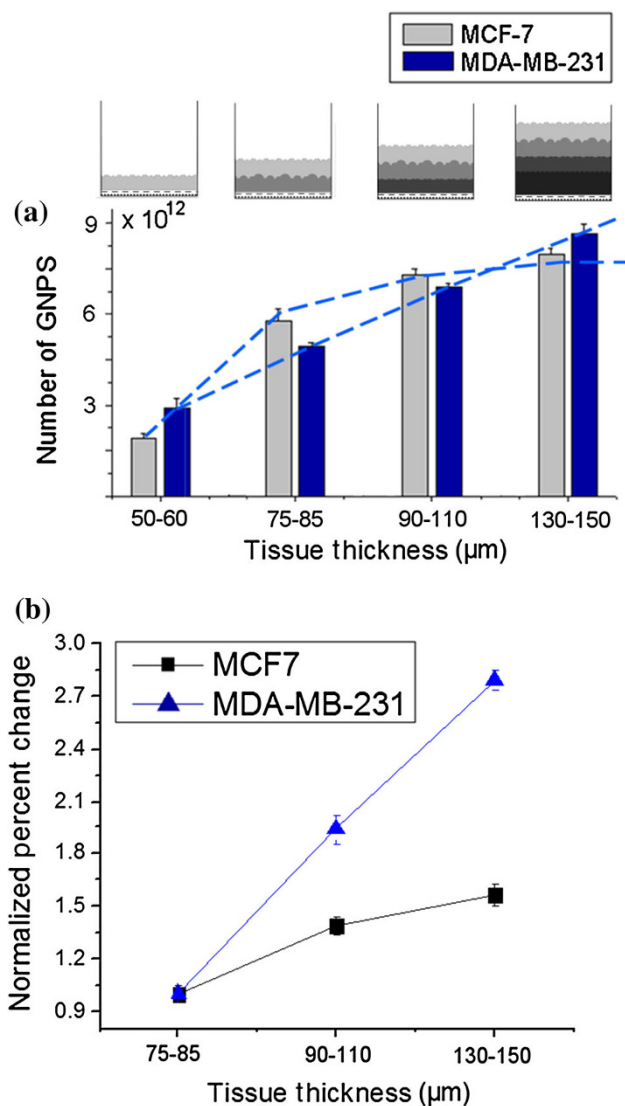 MCF-7
MDA-MB-231
(a)
x 10^12
9
6
3
Number of GNPS
50-60 75-85 90-110 130-150
Tissue thickness (µm)
(b)
3.0
2.7
2.4
2.1
1.8
1.5
1.2
0.9
Normalized percent change
MCF7
MDA-MB-231
75-85 90-110 130-150
Tissue thickness (µm)